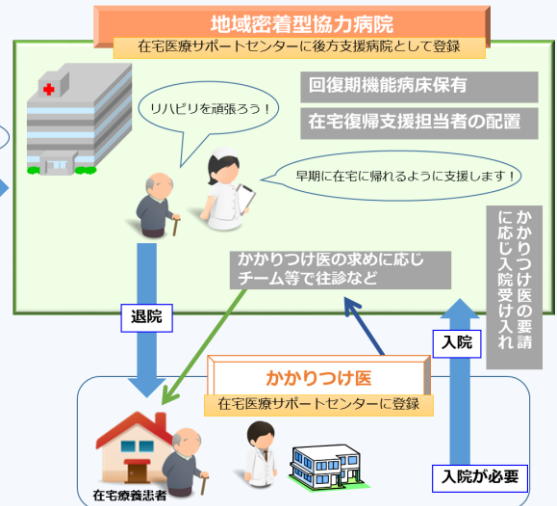 地域密着型協力病院
在宅医療サポートセンターに後方支援病院として登録
回復期機能病床保有
リハビリを頑張ろう！
在宅復帰支援担当者の配置
早期に在宅に帰れるように支援します！
かかりつけ医の要請
に応じ入院受け入れ
かかりつけ医の求めに応じ
チーム等で往診など
退院
入院
かかりつけ医
在宅医療サポートセンターに登録
入院が必要
在宅療養患者